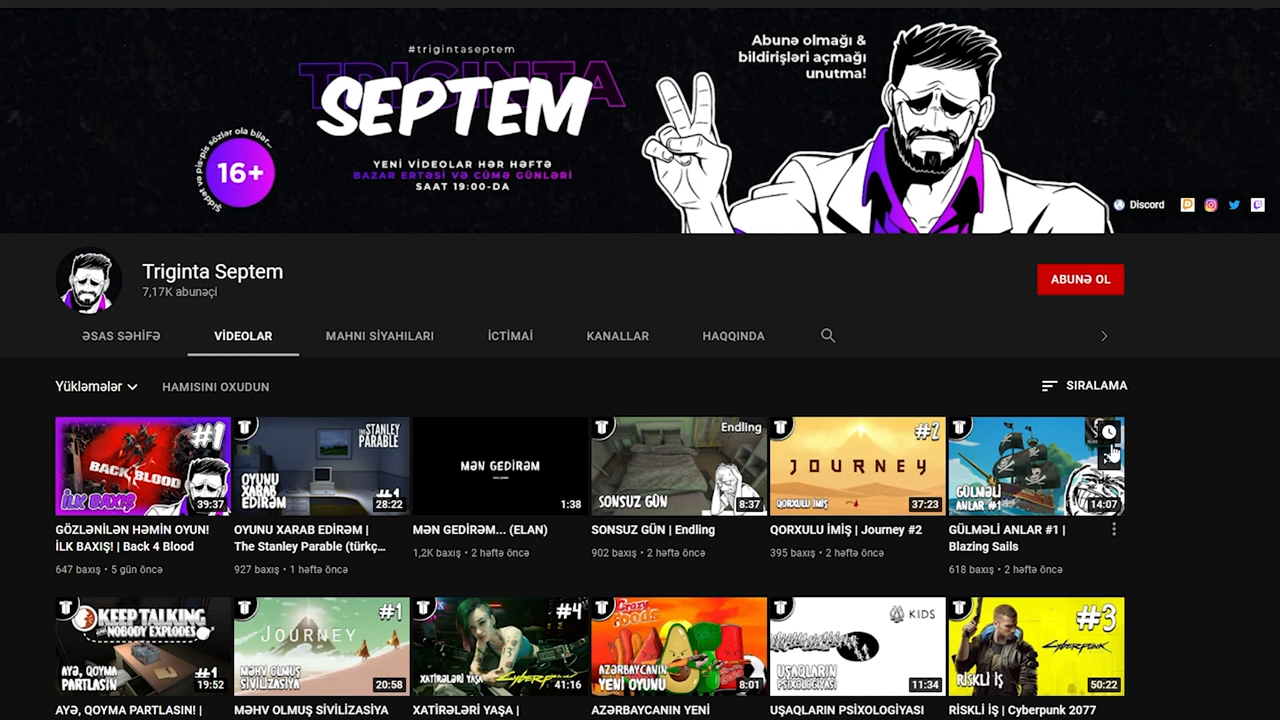 #trigintaseptem
TRIGINTA
SEPTEM
Şiddət və pis-pis sözlər ola bilər...
16+
YENİ VİDEOLAR HƏR HƏFTƏ
BAZAR ERTƏSİ VƏ CÜMƏ GÜNLƏRİ
SAAT 19:00-DA
Abunə olmağı &
bildirişləri açmağı
unutma!
Discord
Triginta Septem
7,17K abunəçi
ABUNƏ OL
ƏSAS SƏHİFƏ
VİDEOLAR
MAHNI SİYAHILARI
İCTİMAİ
KANALLAR
HAQQINDA
Yükləmələr
HAMISINI OXUDUN
SIRALAMA
#1
BACK 4 BLOOD
İLK BAXIŞ
39:37
THE STANLEY
PARABLE
OYUNU
XARAB
EDİRƏM
#1
28:22
MƏN GEDİRƏM
1:38
Endling
SONSUZ GÜN
8:37
#2
JOURNEY
QORXULU İMİŞ
37:23
GÜLMƏLİ
ANLAR #1
14:07
GÖZLƏNİLƏN HƏMİN OYUN!
İLK BAXIŞ! | Back 4 Blood
647 baxış • 5 gün öncə
OYUNU XARAB EDİRƏM |
The Stanley Parable (türkç...
927 baxış • 1 həftə öncə
MƏN GEDİRƏM... (ELAN)
1,2K baxış • 2 həftə öncə
SONSUZ GÜN | Endling
902 baxış • 2 həftə öncə
QORXULU İMİŞ | Journey #2
395 baxış • 2 həftə öncə
GÜLMƏLİ ANLAR #1 |
Blazing Sails
618 baxış • 2 həftə öncə
KEEP TALKING
AND NOBODY EXPLODES
AYƏ, QOYMA
PARTLASIN
#1
19:52
#1
JOURNEY
MƏHV OLMUŞ
SİVİLİZASİYA
20:58
#4
XATİRƏLƏRİ YAŞA
CYBERPUNK
41:16
Crazy
Foods
AZƏRBAYCANIN
YENİ OYUNU
8:01
KIDS
UŞAQLARIN
PSİXOLOGİYASI
11:34
#3
CYBERPUNK
RİSKLİ İŞ
50:22
AYƏ, QOYMA PARTLASIN! |
MƏHV OLMUŞ SİVİLİZASİYA
XATİRƏLƏRİ YAŞA |
AZƏRBAYCANIN YENİ
UŞAQLARIN PSİXOLOGİYASI
RİSKLİ İŞ | Cyberpunk 2077